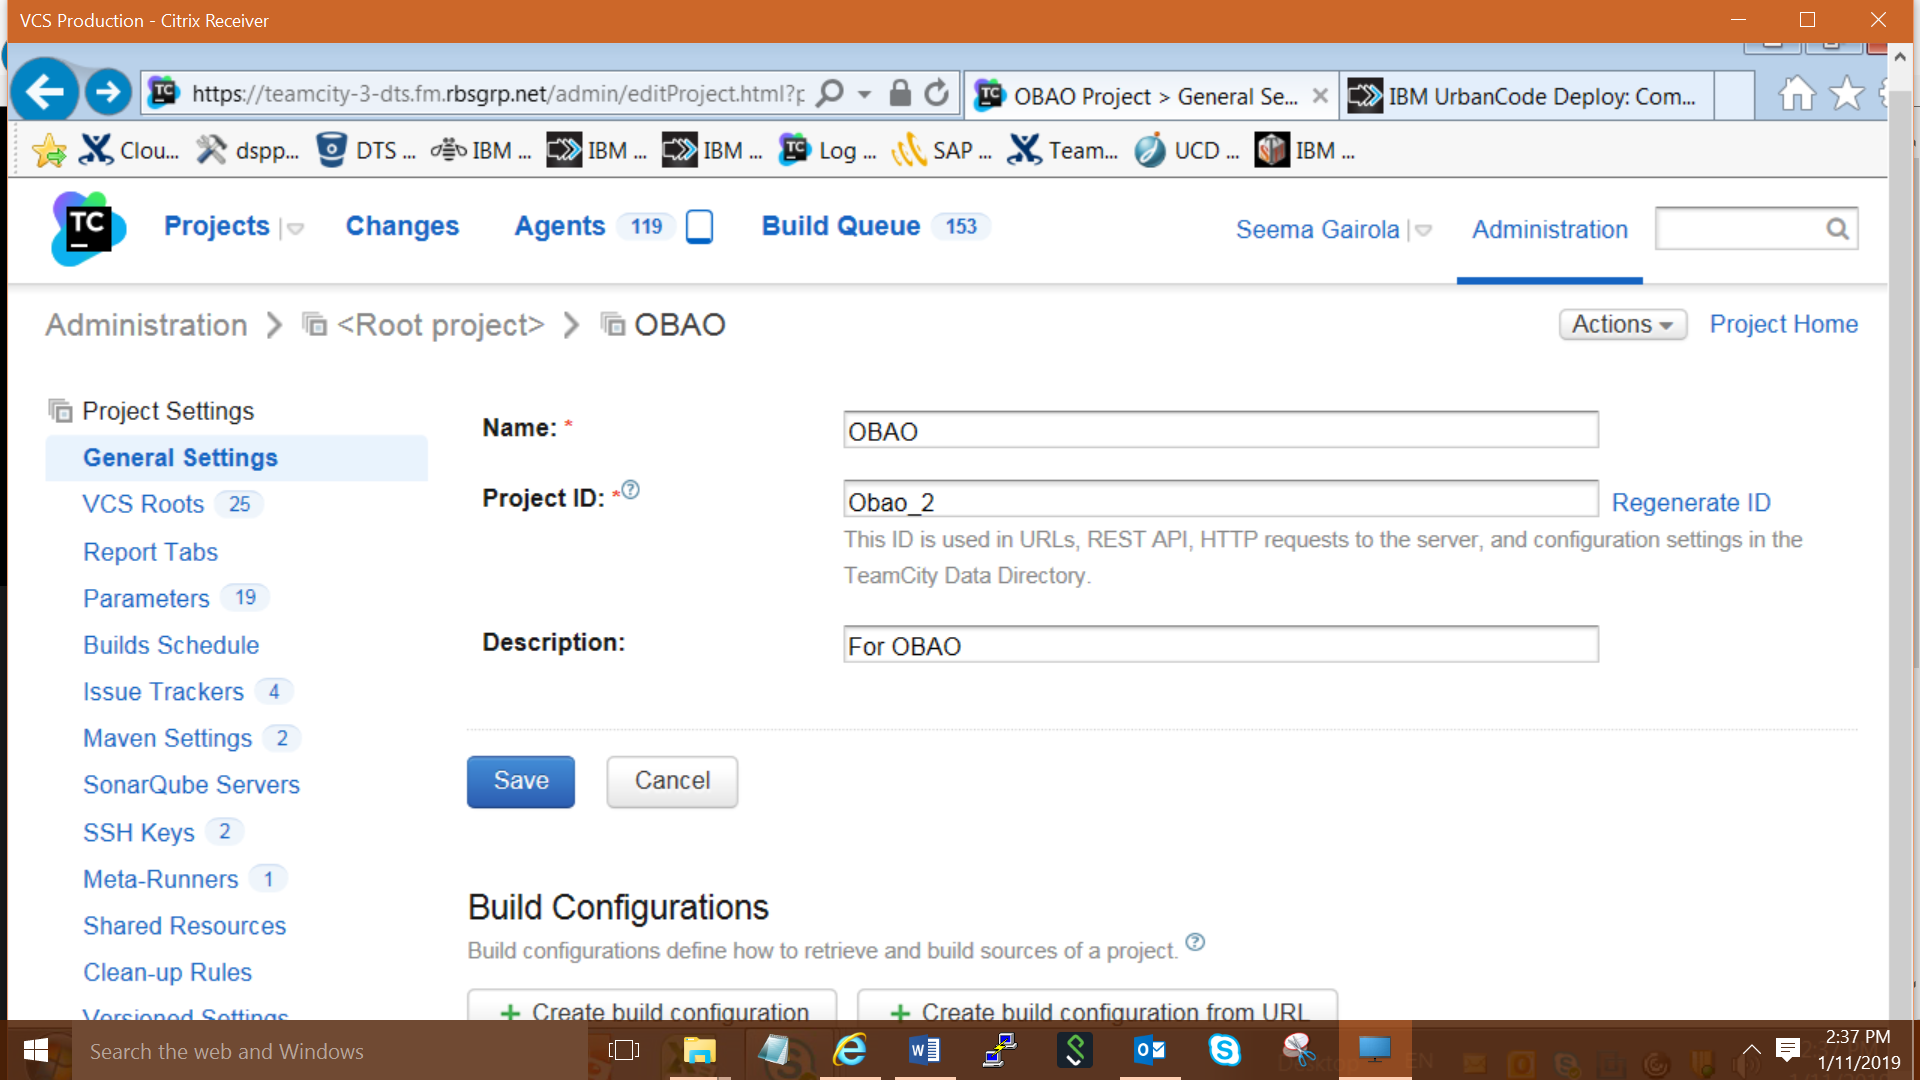 VCS Production - Citrix Receiver
https://teamcity-3-dts.fm.rbsgrp.net/admin/editProject.html?p
OBAO Project > General Se...
IBM UrbanCode Deploy: Com...
Clou...
dspp...
DTS ...
IBM ...
IBM ...
IBM ...
Log ...
SAP ...
Team...
UCD ...
IBM ...
TC
Projects
Changes
Agents 119
Build Queue 153
Seema Gairola
Administration
Administration
<Root project>
OBAO
Actions
Project Home
Project Settings
General Settings
VCS Roots 25
Report Tabs
Parameters 19
Builds Schedule
Issue Trackers 4
Maven Settings 2
SonarQube Servers
SSH Keys 2
Meta-Runners 1
Shared Resources
Clean-up Rules
Versioned Settings
Name: *
OBAO
Project ID: *
Obao_2
Regenerate ID
This ID is used in URLs, REST API, HTTP requests to the server, and configuration settings in the
TeamCity Data Directory.
Description:
For OBAO
Save
Cancel
Build Configurations
Build configurations define how to retrieve and build sources of a project.
+ Create build configuration
+ Create build configuration from URL
Search the web and Windows
2:37 PM
1/11/2019